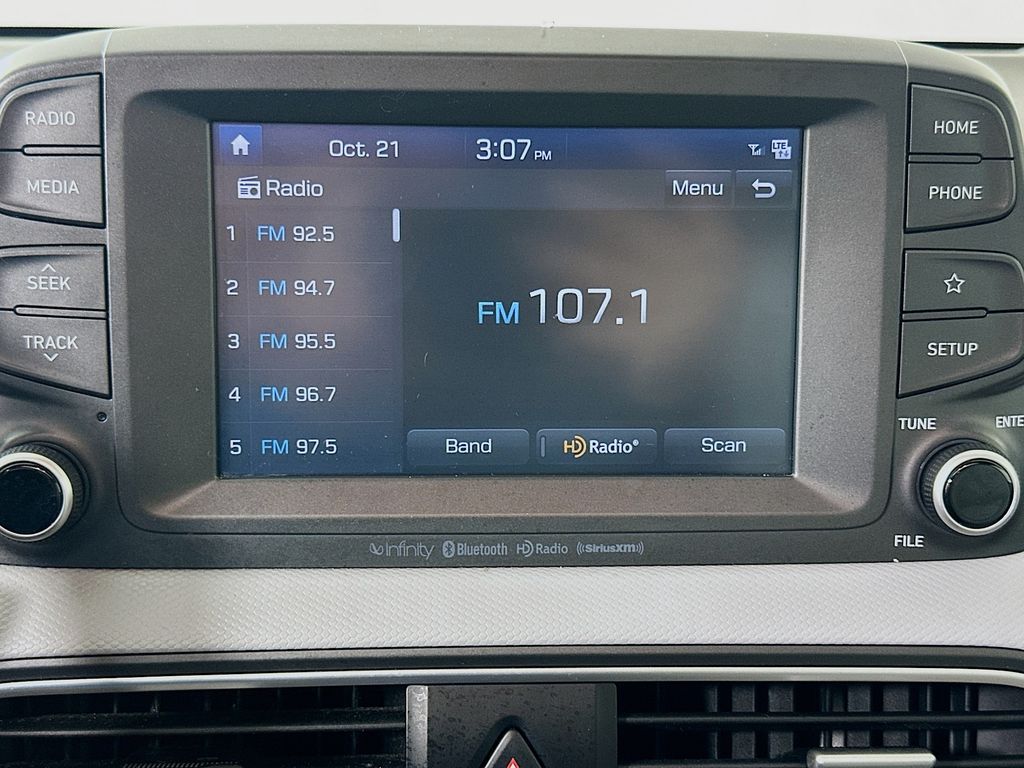 RADIO
MEDIA
SEEK
TRACK
Oct. 21 3:07 PM LTE
Radio Menu
1 FM 92.5
2 FM 94.7
3 FM 95.5
4 FM 96.7
5 FM 97.5
FM 107.1
Band HD Radio® Scan
HOME
PHONE
SETUP
TUNE ENTE
FILE
infinity Bluetooth HD Radio ((SiriusXM))